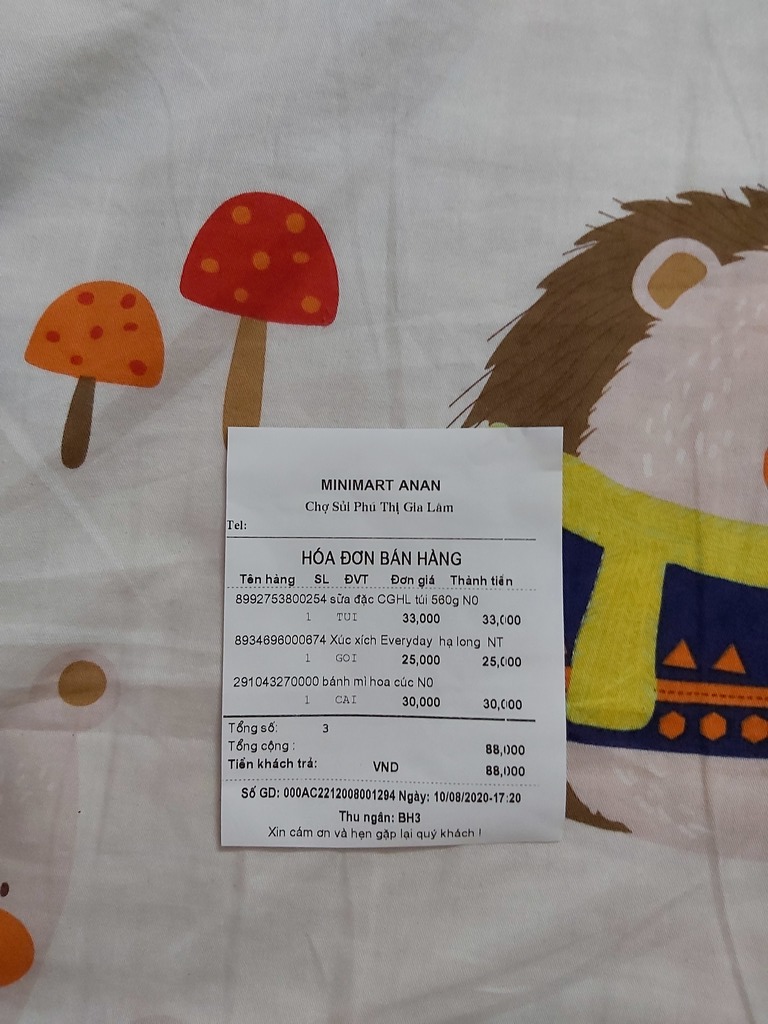 MINIMART ANAN
Chợ Sủi Phú Thị Gia Lâm
Tel:
HÓA ĐƠN BÁN HÀNG
Tên hàng SL ĐVT Đơn giá Thành tiền
8992753800254 sữa đặc CGHL túi 560g N0
1 TUI 33,000 33,000
8934696000674 Xúc xích Everyday hạ long NT
1 GOI 25,000 25,000
291043270000 bánh mì hoa cúc N0
1 CAI 30,000 30,000
Tổng số: 3
Tổng cộng : 88,000
Tiền khách trả: VND 88,000
Số GD: 000AC2212008001294 Ngày: 10/08/2020-17:20
Thu ngân: BH3
Xin cảm ơn và hẹn gặp lại quý khách !